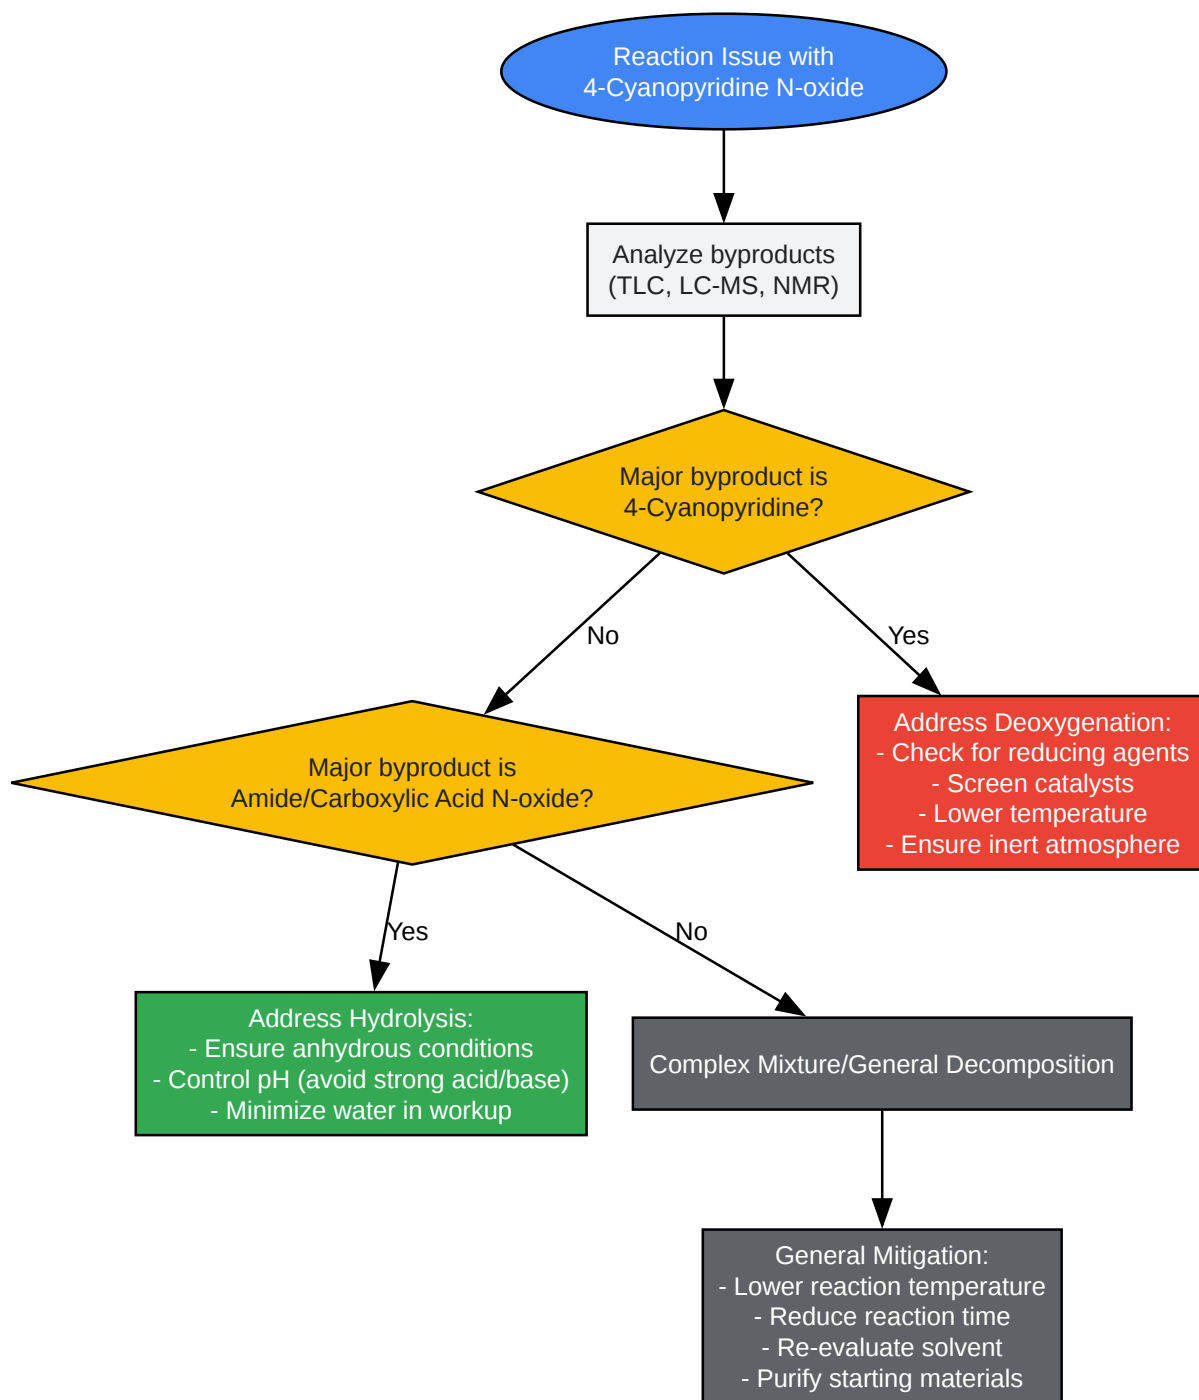 Reaction Issue with
4-Cyanopyridine N-oxide
Analyze byproducts
(TLC, LC-MS, NMR)
Major byproduct is
4-Cyanopyridine?
No
Yes
Address Deoxygenation:
- Check for reducing agents
- Screen catalysts
- Lower temperature
- Ensure inert atmosphere
Major byproduct is
Amide/Carboxylic Acid N-oxide?
Yes
No
Address Hydrolysis:
- Ensure anhydrous conditions
- Control pH (avoid strong acid/base)
- Minimize water in workup
Complex Mixture/General Decomposition
General Mitigation:
- Lower reaction temperature
- Reduce reaction time
- Re-evaluate solvent
- Purify starting materials